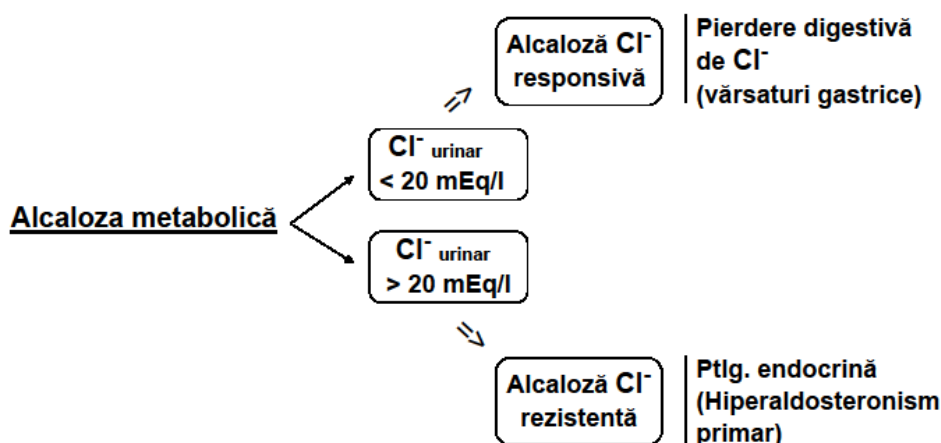 Alcaloză Cl⁻
responsivă
Pierdere digestivă
de Cl⁻
(vărsaturi gastrice)
Cl⁻ urinar
< 20 mEq/l
Alcaloza metabolică
Cl⁻ urinar
> 20 mEq/l
Alcaloză Cl⁻
rezistentă
Ptlg. endocrină
(Hiperaldosteronism
primar)